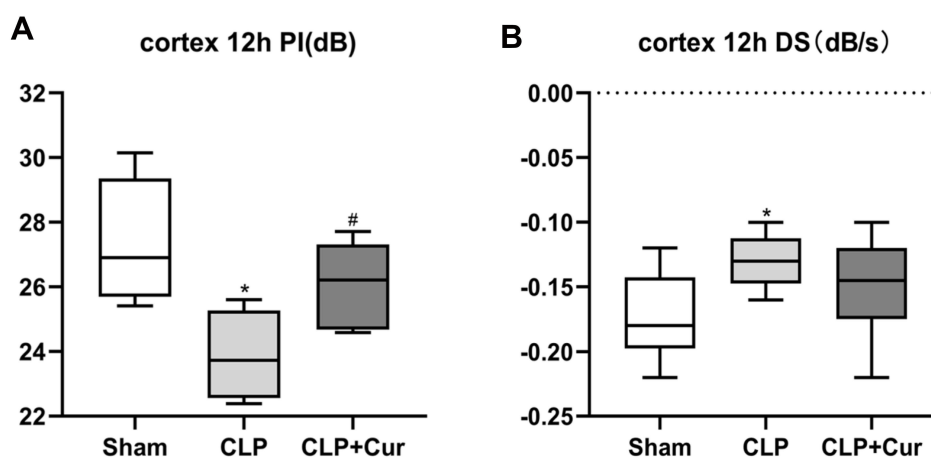 A
cortex 12h PI(dB)
32
30
28
26
24
22
*
#
Sham
CLP
CLP+Cur
B
cortex 12h DS（dB/s）
0.00
-0.05
-0.10
-0.15
-0.20
-0.25
*
Sham
CLP
CLP+Cur